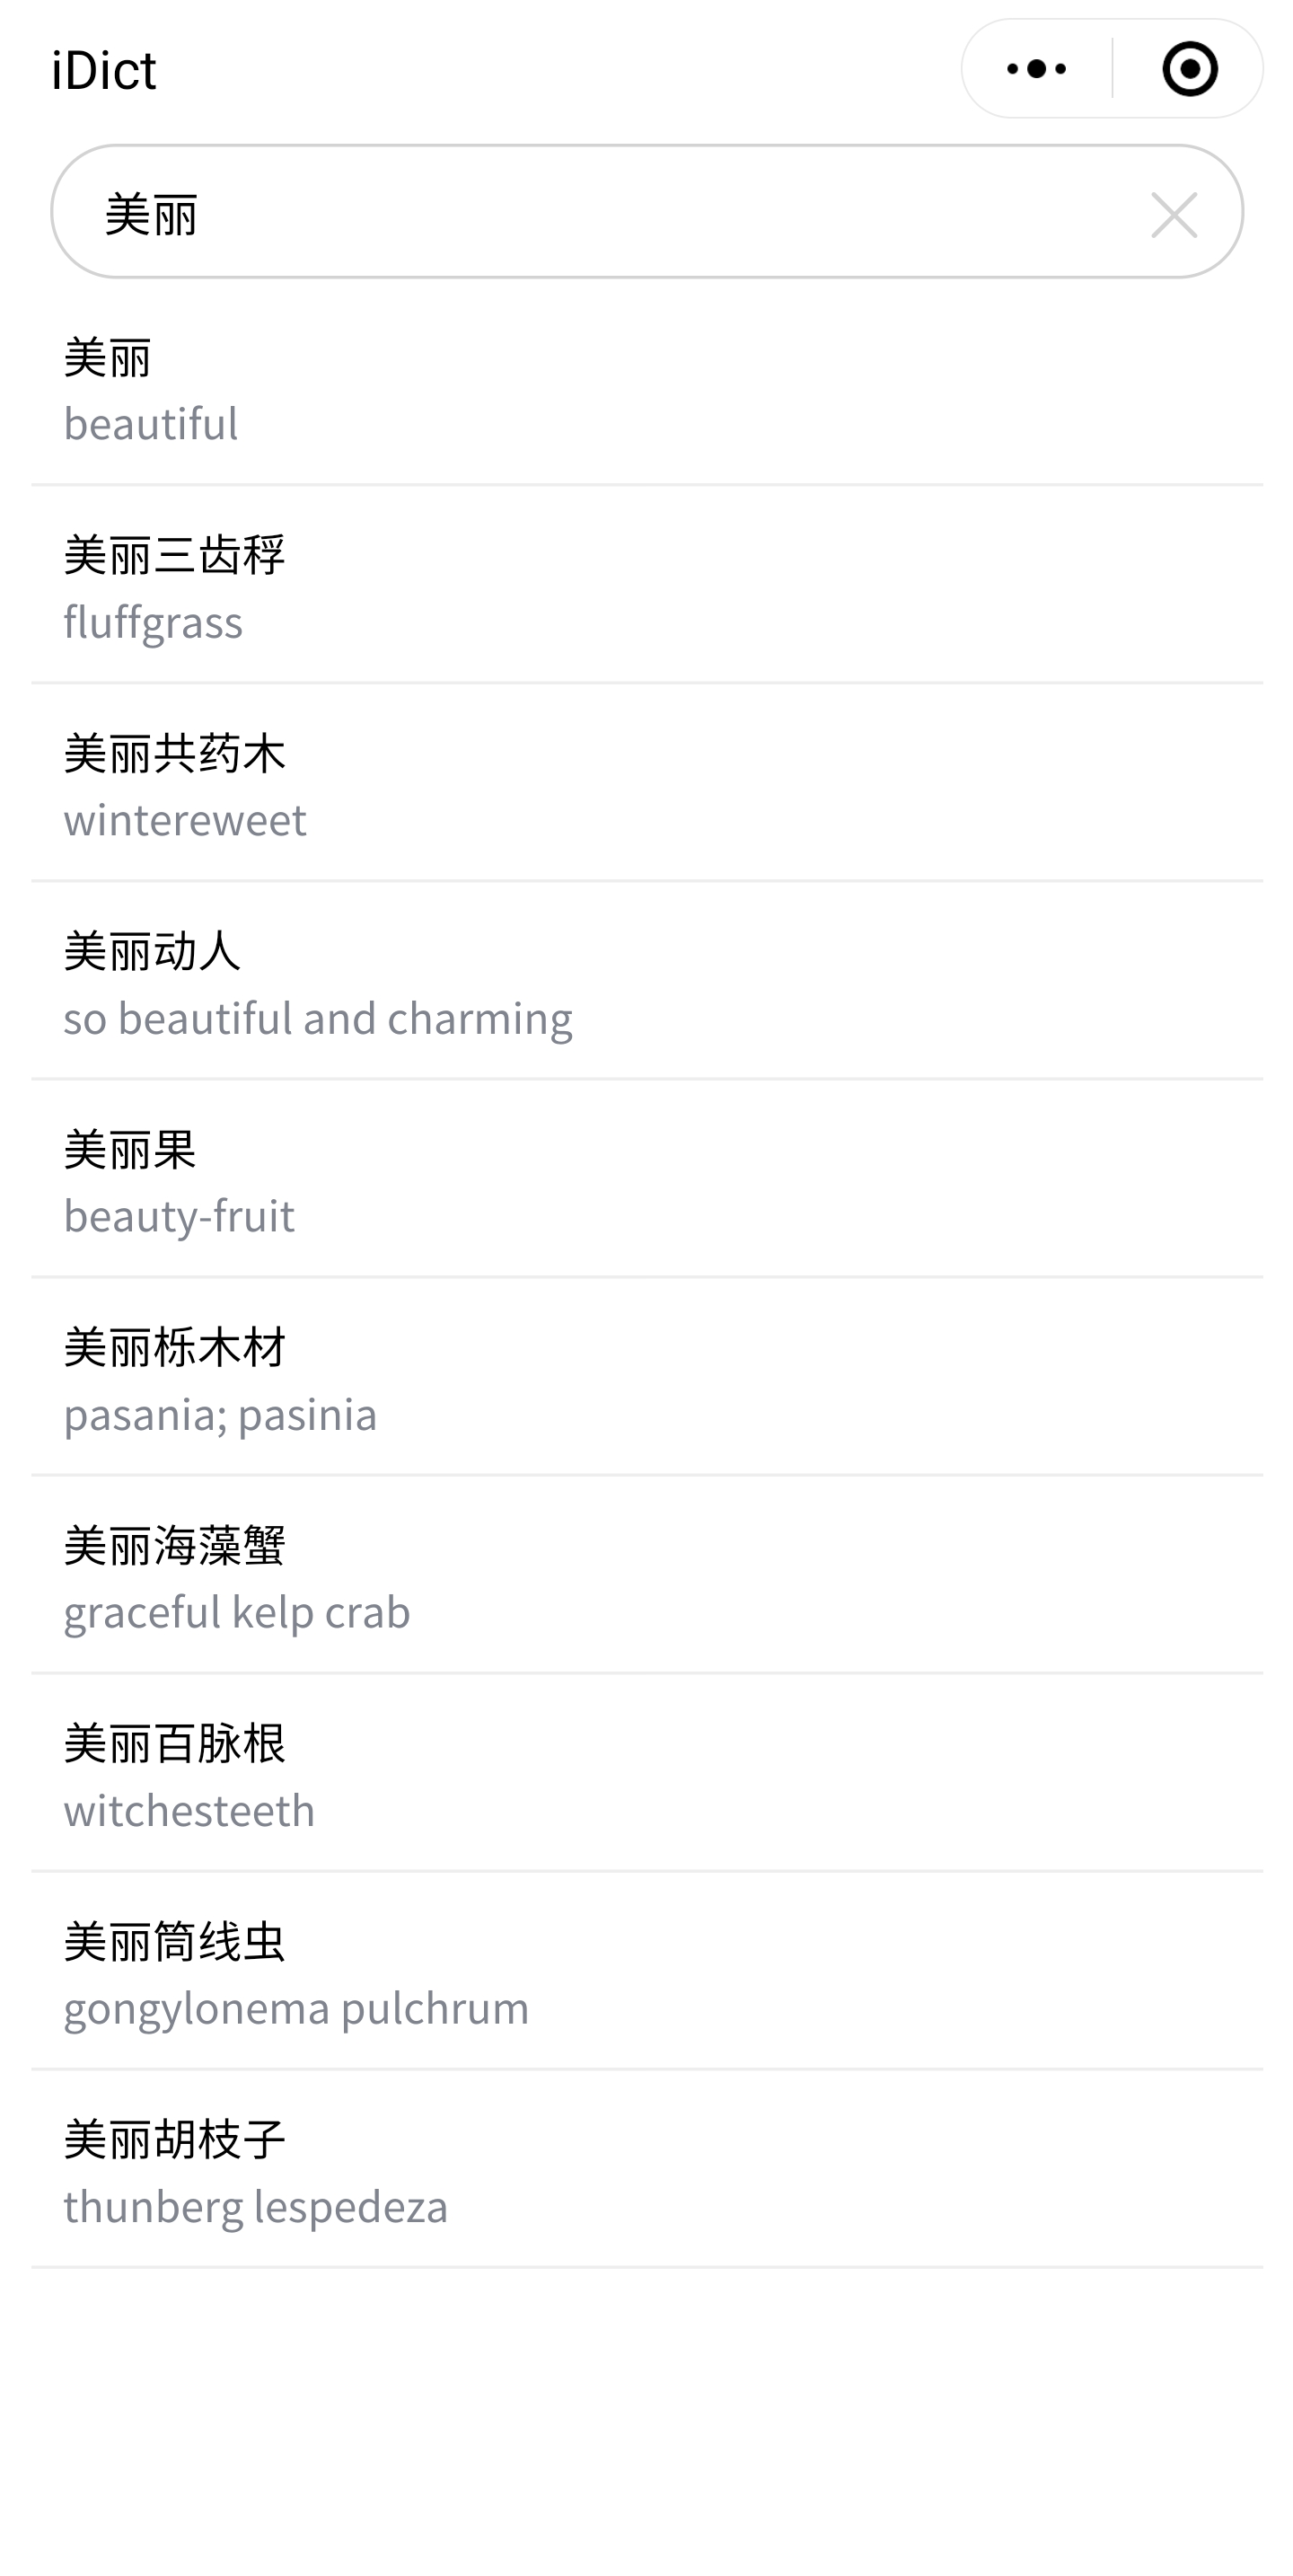 iDict
美丽
美丽
beautiful
美丽三齿稃
fluffgrass
美丽共药木
wintereweet
美丽动人
so beautiful and charming
美丽果
beauty-fruit
美丽栎木材
pasania; pasinia
美丽海藻蟹
graceful kelp crab
美丽百脉根
witchesteeth
美丽筒线虫
gongylonema pulchrum
美丽胡枝子
thunberg lespedeza